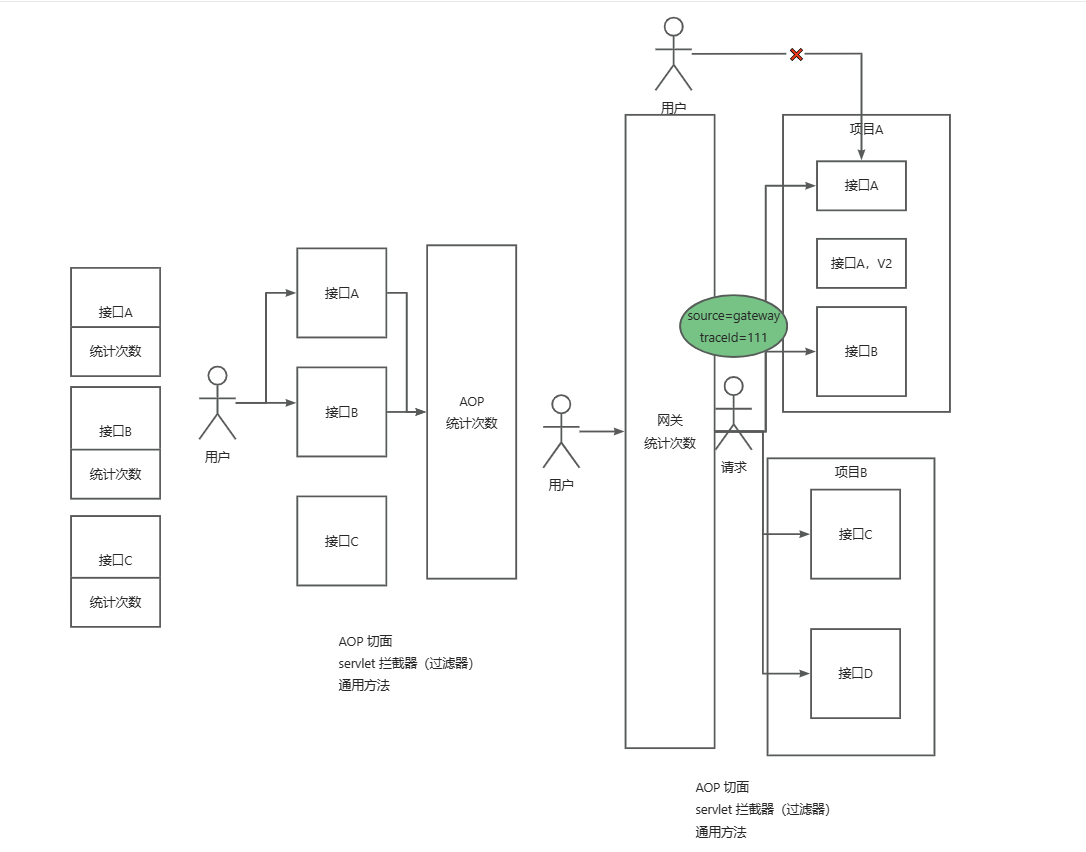 接口A
统计次数
接口B
统计次数
接口C
统计次数
用户
接口A
接口B
接口C
AOP
统计次数
AOP 切面
servlet 拦截器（过滤器）
通用方法
用户
用户
网关
统计次数
source=gateway
traceId=111
请求
项目A
接口A
接口A，V2
接口B
项目B
接口C
接口D
AOP 切面
servlet 拦截器（过滤器）
通用方法